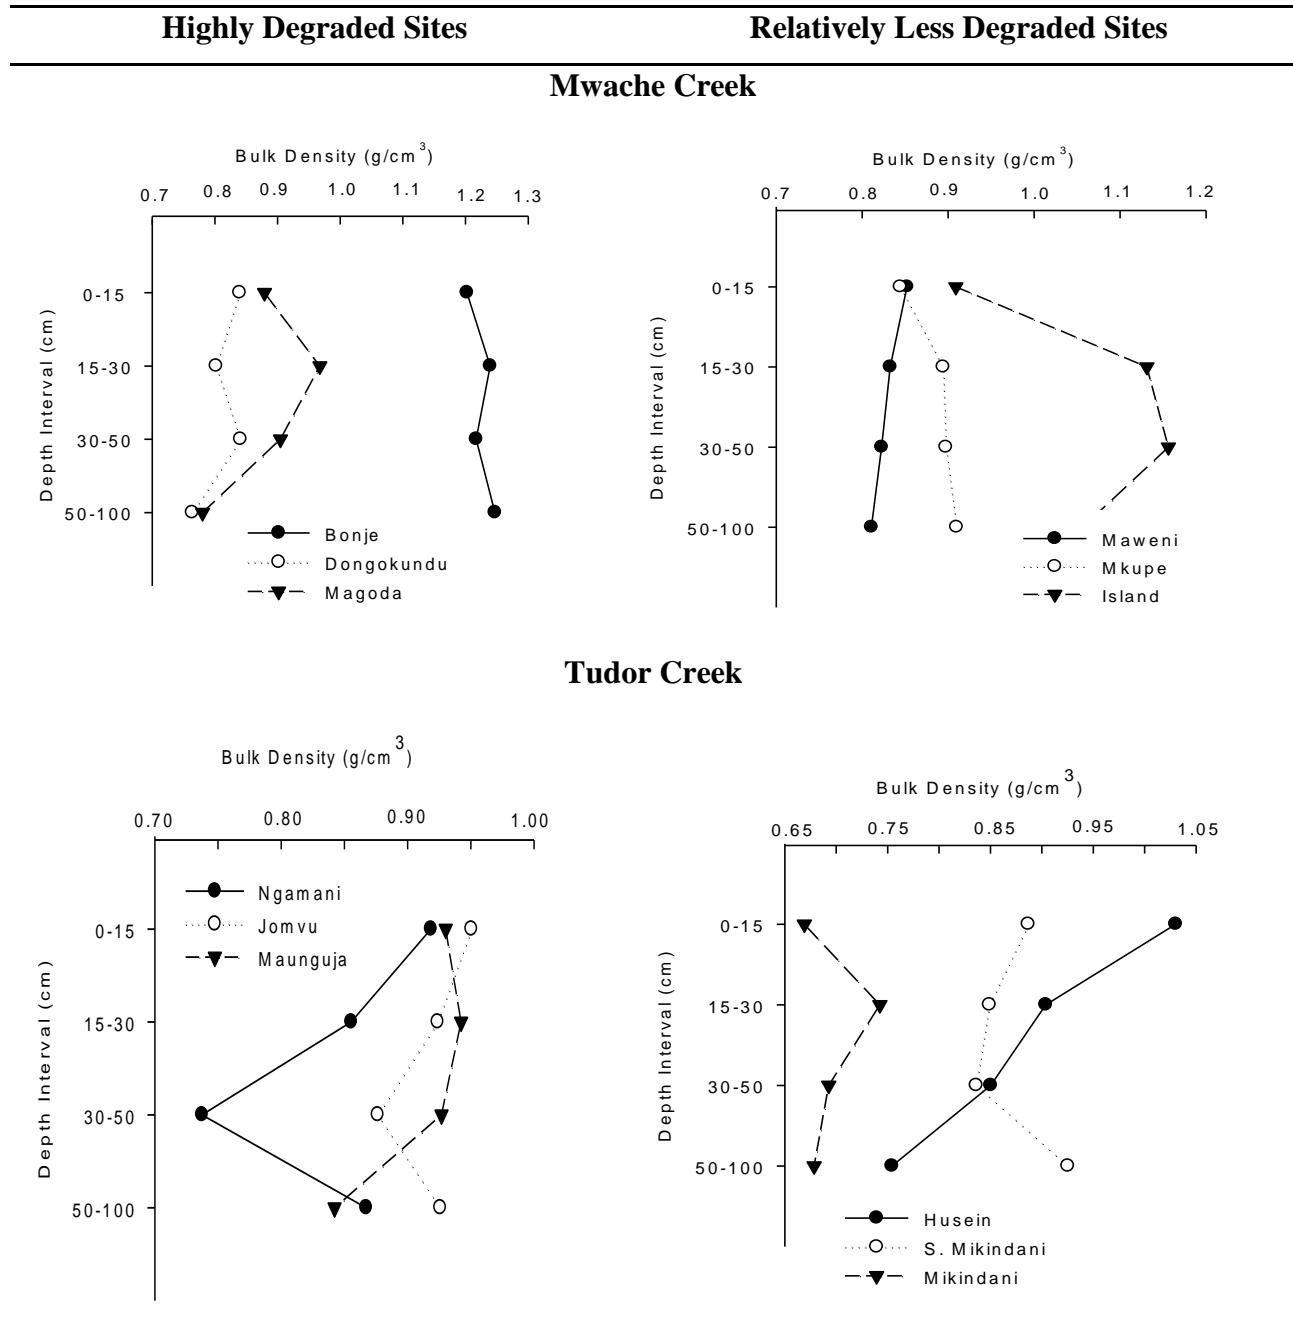 Highly Degraded Sites
Relatively Less Degraded Sites
Mwache Creek
Bulk Density (g/cm³)
0.7 0.8 0.9 1.0 1.1 1.2 1.3
Depth Interval (cm)
0-15
15-30
30-50
50-100
Bonje
Dongokundu
Magoda
Bulk Density (g/cm³)
0.7 0.8 0.9 1.0 1.1 1.2
Depth Interval (cm)
0-15
15-30
30-50
50-100
Maweni
Mkupe
Island
Tudor Creek
Bulk Density (g/cm³)
0.70 0.80 0.90 1.00
Ngamani
Jomvu
Maunguja
Depth Interval (cm)
0-15
15-30
30-50
50-100
Bulk Density (g/cm³)
0.65 0.75 0.85 0.95 1.05
Depth Interval (cm)
0-15
15-30
30-50
50-100
Husein
S. Mikindani
Mikindani